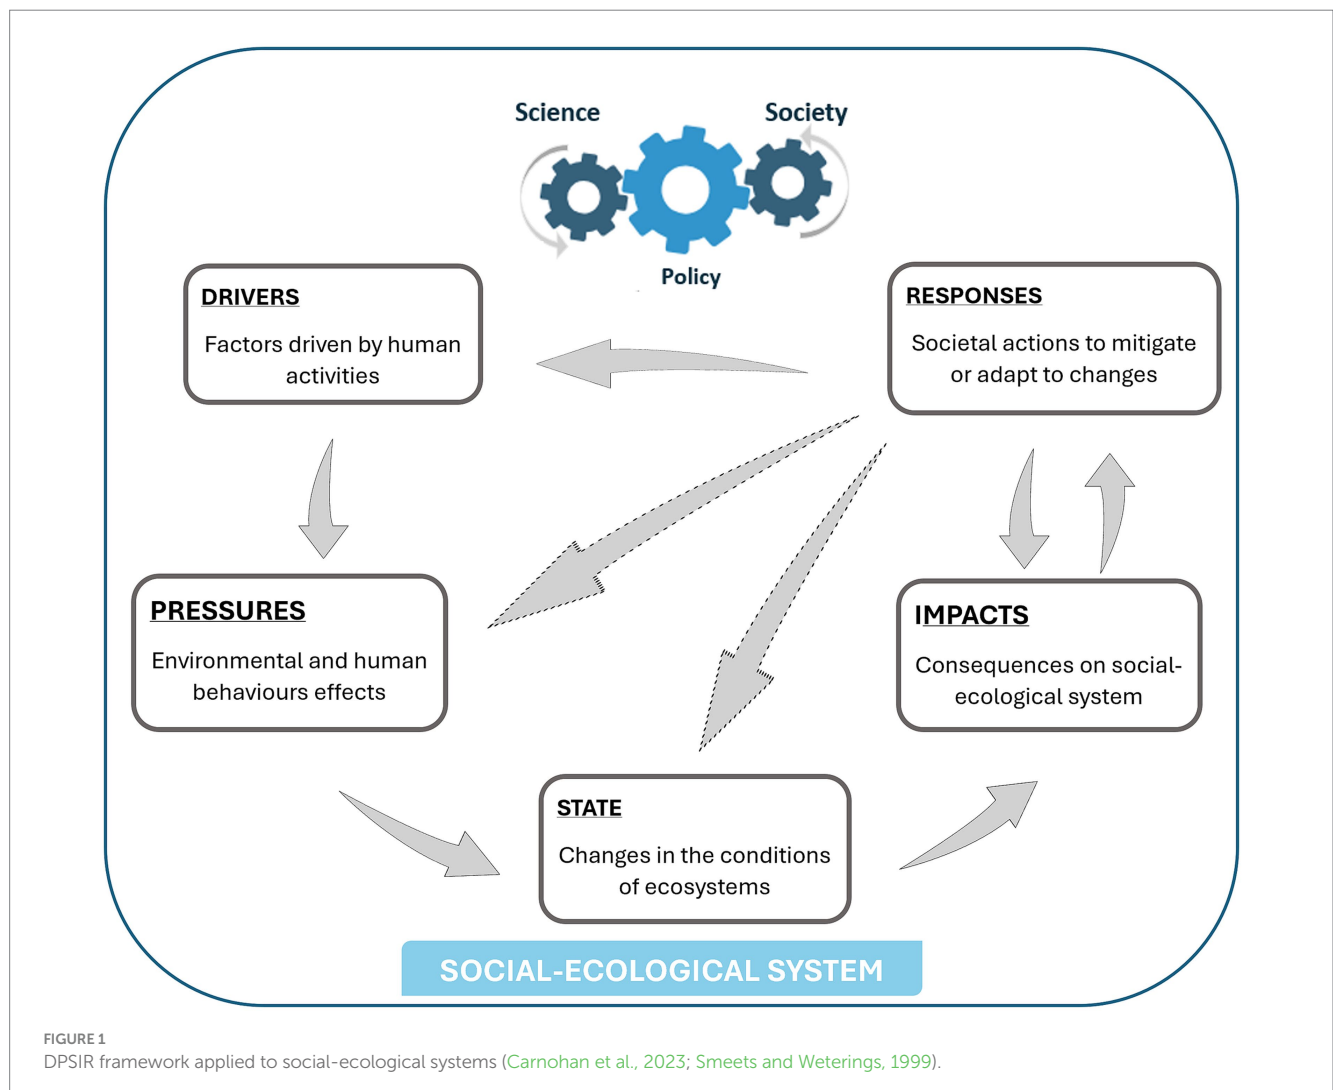 Science
Society
Policy
DRIVERS
Factors driven by human
activities
RESPONSES
Societal actions to mitigate
or adapt to changes
PRESSURES
Environmental and human
behaviours effects
IMPACTS
Consequences on social-
ecological system
STATE
Changes in the conditions
of ecosystems
SOCIAL-ECOLOGICAL SYSTEM
FIGURE 1
DPSIR framework applied to social-ecological systems (Carnohan et al., 2023; Smeets and Weterings, 1999).